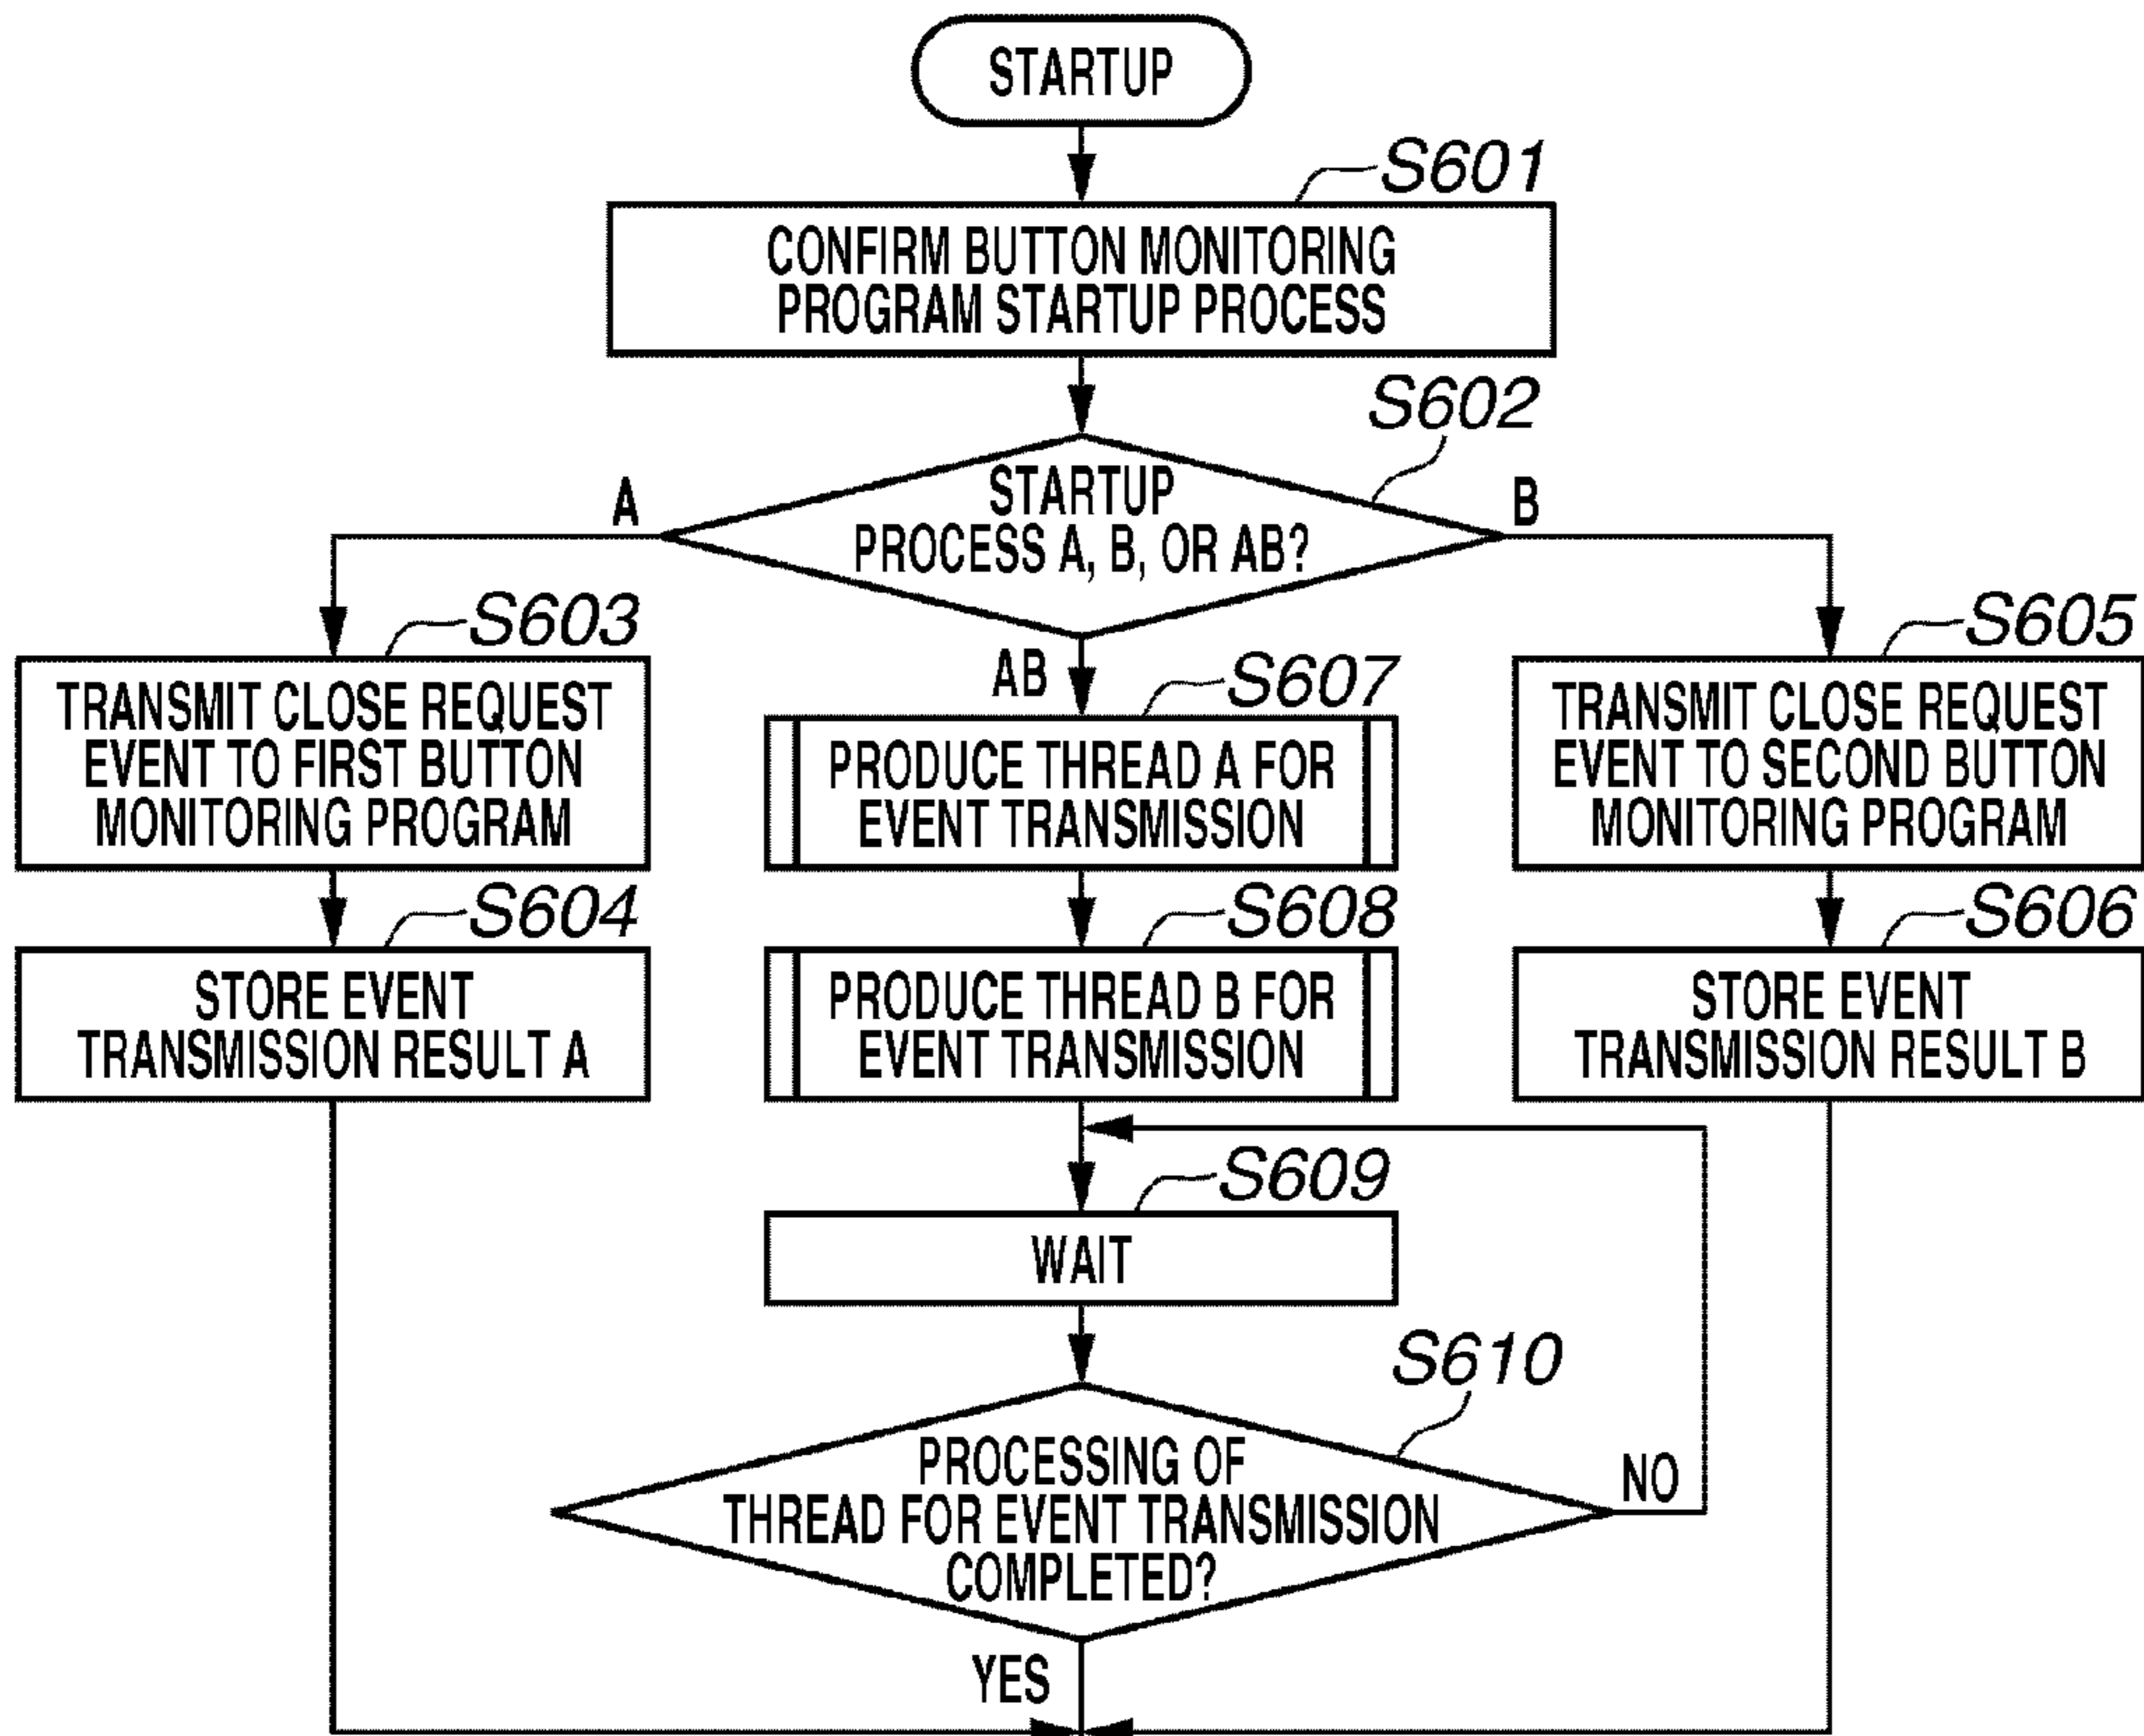 STARTUP
S601
CONFIRM BUTTON MONITORING
PROGRAM STARTUP PROCESS
S602
STARTUP
PROCESS A, B, OR AB?
A
B
AB
S603
TRANSMIT CLOSE REQUEST
EVENT TO FIRST BUTTON
MONITORING PROGRAM
S604
STORE EVENT
TRANSMISSION RESULT A
S607
PRODUCE THREAD A FOR
EVENT TRANSMISSION
S608
PRODUCE THREAD B FOR
EVENT TRANSMISSION
S605
TRANSMIT CLOSE REQUEST
EVENT TO SECOND BUTTON
MONITORING PROGRAM
S606
STORE EVENT
TRANSMISSION RESULT B
S609
WAIT
S610
PROCESSING OF
THREAD FOR EVENT TRANSMISSION
COMPLETED?
NO
YES